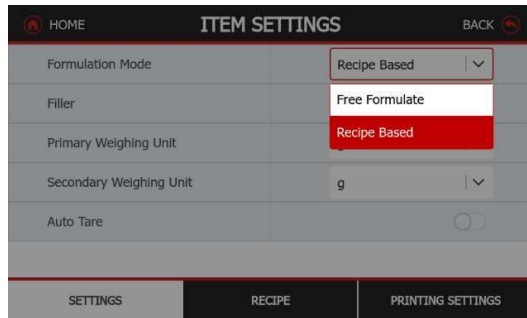 HOME ITEM SETTINGS BACK
Formulation Mode Recipe Based
Filler Free Formulate
Recipe Based
Primary Weighing Unit
Secondary Weighing Unit g
Auto Tare
SETTINGS RECIPE PRINTING SETTINGS